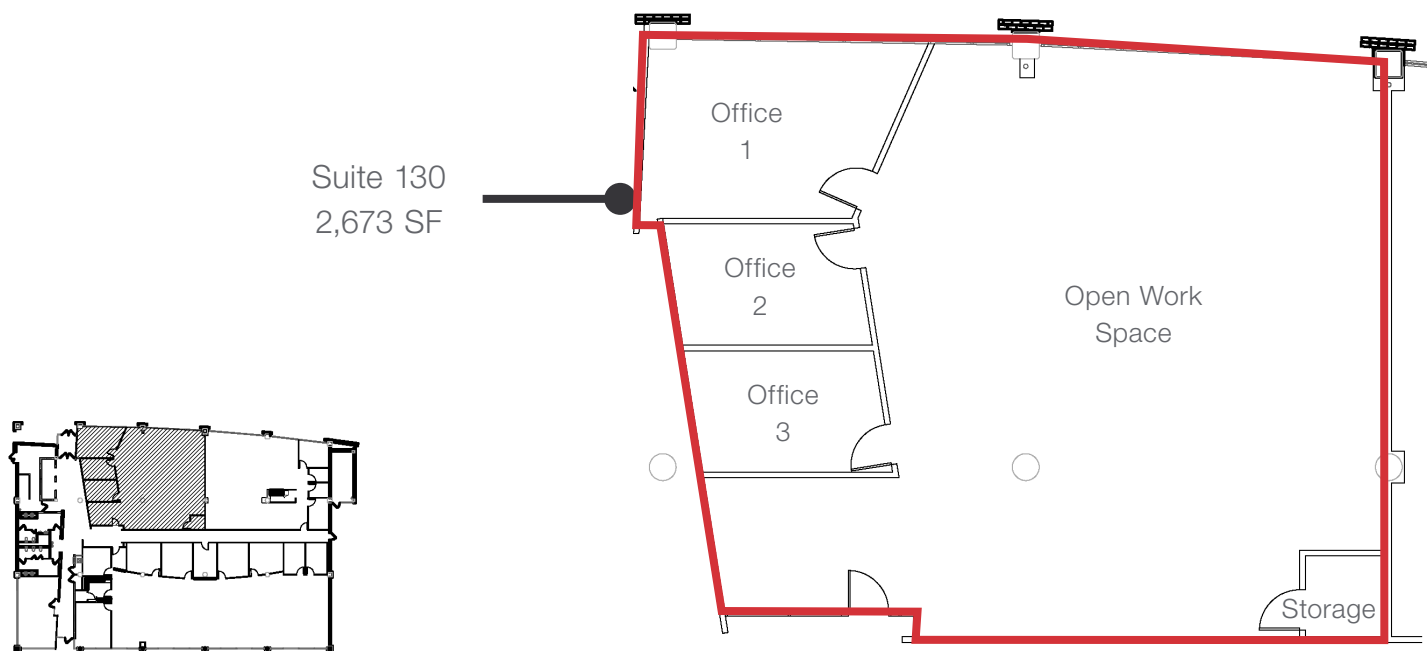 Suite 130
2,673 SF
Office
1
Office
2
Office
3
Open Work
Space
Storage